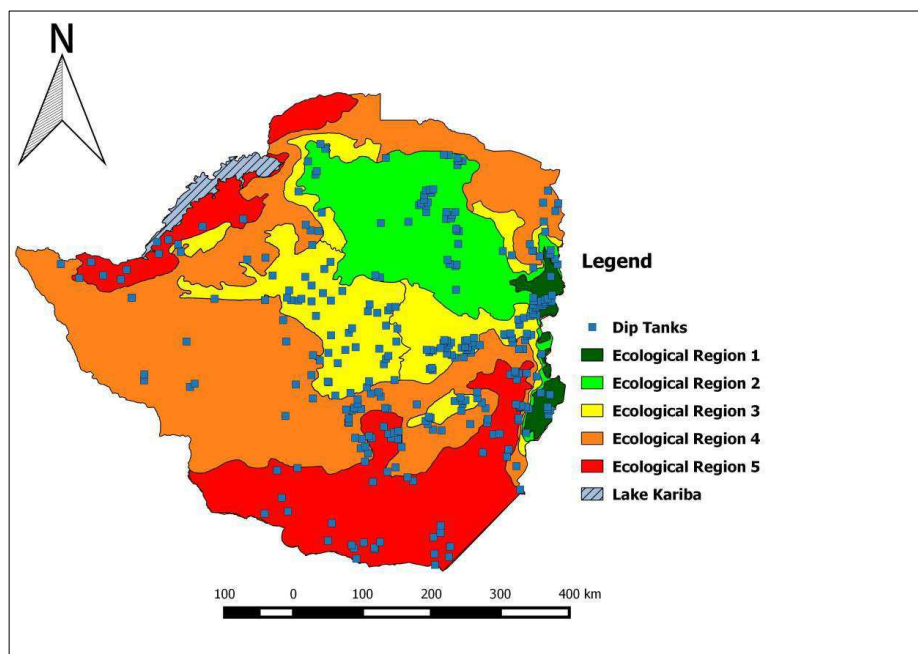 N
Legend
Dip Tanks
Ecological Region 1
Ecological Region 2
Ecological Region 3
Ecological Region 4
Ecological Region 5
Lake Kariba
100 0 100 200 300 400 km